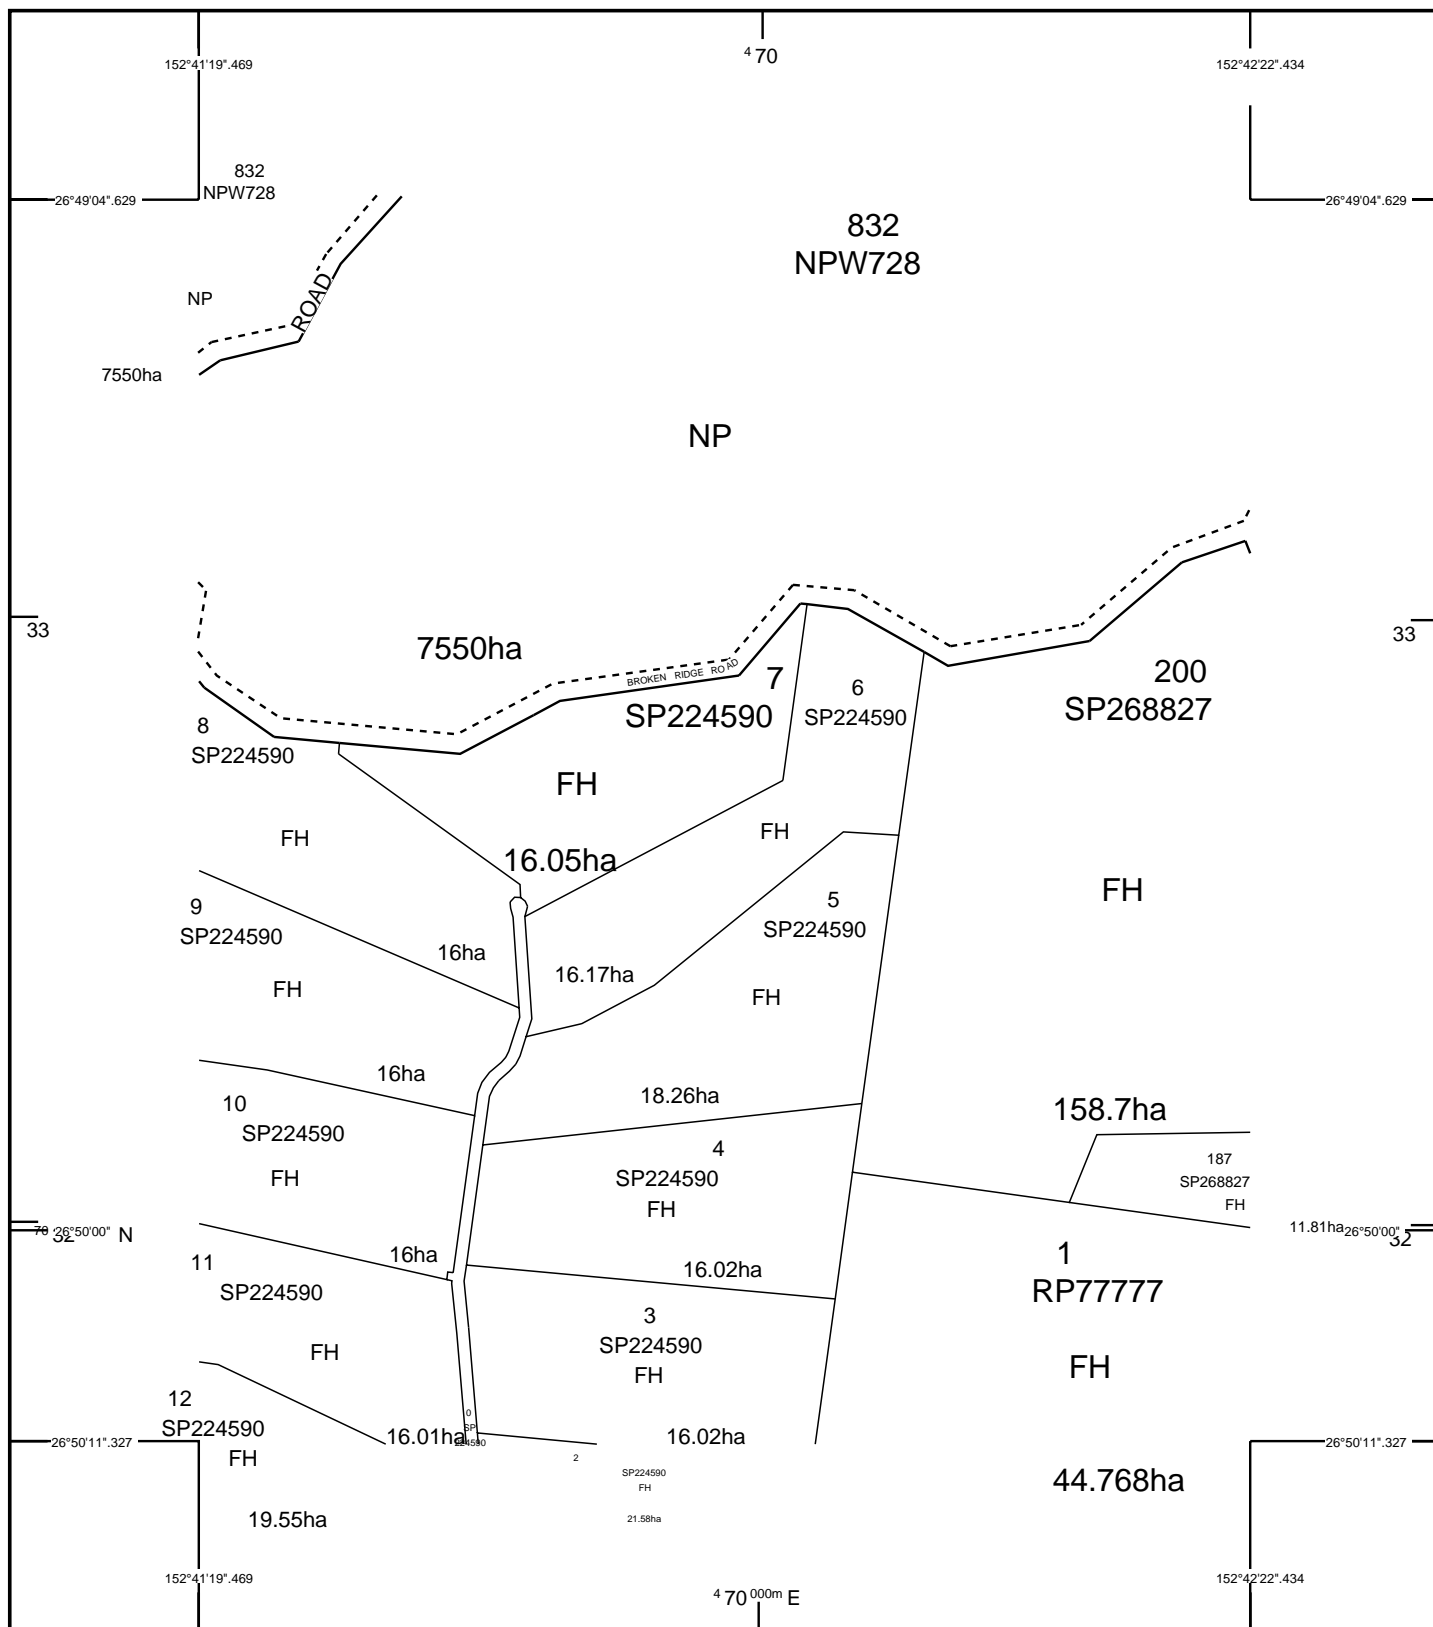 4 70
152°41'19".469
152°42'22".434
832
NPW728
26°49'04".629
26°49'04".629
832
NPW728
ROAD
NP
7550ha
NP
33
33
7550ha
BROKEN RIDGE ROAD
7
SP224590
6
SP224590
200
SP268827
8
SP224590
FH
FH
FH
16.05ha
FH
9
SP224590
5
SP224590
16ha
16.17ha
FH
FH
16ha
18.26ha
158.7ha
10
SP224590
4
SP224590
187
SP268827
FH
FH
FH
26°50'00" N
32
11.81ha
26°50'00"
32
16ha
11
SP224590
16.02ha
1
RP77777
3
SP224590
FH
FH
FH
12
SP224590
FH
0
SP
224590
16.01ha
16.02ha
26°50'11".327
26°50'11".327
2
SP224590
FH
44.768ha
19.55ha
21.58ha
152°41'19".469
152°42'22".434
4 70 000m E